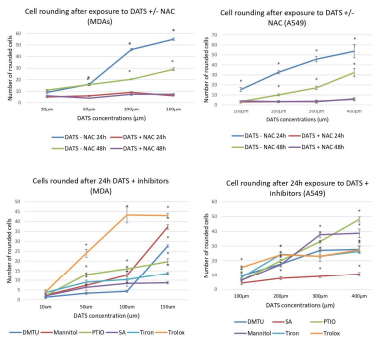 Cell rounding after exposure to DATS +/- NAC
(MDAs)
Number of rounded cells
60
50
40
30
20
10
0
10µm
50µm
100µm
150µm
DATS concentrations (µm)
DATS - NAC 24h
DATS + NAC 24h
DATS - NAC 48h
DATS + NAC 48h
Cell rounding after exposure to DATS +/-
NAC (A549)
Number of rounded cells
70
60
50
40
30
20
10
0
100µm
200µm
300µm
400µm
DATS concentrations (µm)
DATS - NAC 24h
DATS + NAC 24h
DATS - NAC 48h
DATS + NAC 48h
Cells rounded after 24h DATS + inhibitors
(MDA)
Number of rounded cells
50
45
40
35
30
25
20
15
10
5
0
10um
50um
100um
150um
DATS concentration (µm)
DMTU
Mannitol
PTIO
SA
Tiron
Trolox
Cell rounding after 24h exposure to DATS +
inhibitors (A549)
Number of rounded cells
60
50
40
30
20
10
0
100µm
200µm
300µm
400µm
DATS concentrations (µm)
DMTU
SA
PTIO
Mannitol
Tiron
Trolox